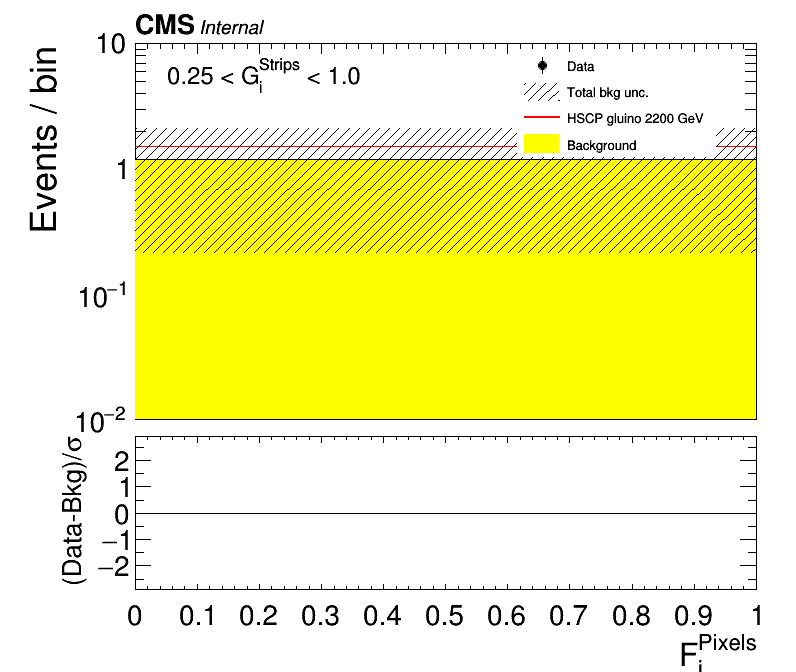 CMS Internal
10
1
10⁻¹
10⁻²
Events / bin
0.25 < G_i^Strips < 1.0
Data
Total bkg unc.
HSCP gluino 2200 GeV
Background
2
1
0
−1
−2
(Data-Bkg)/σ
0 0.1 0.2 0.3 0.4 0.5 0.6 0.7 0.8 0.9 1
F_i^Pixels